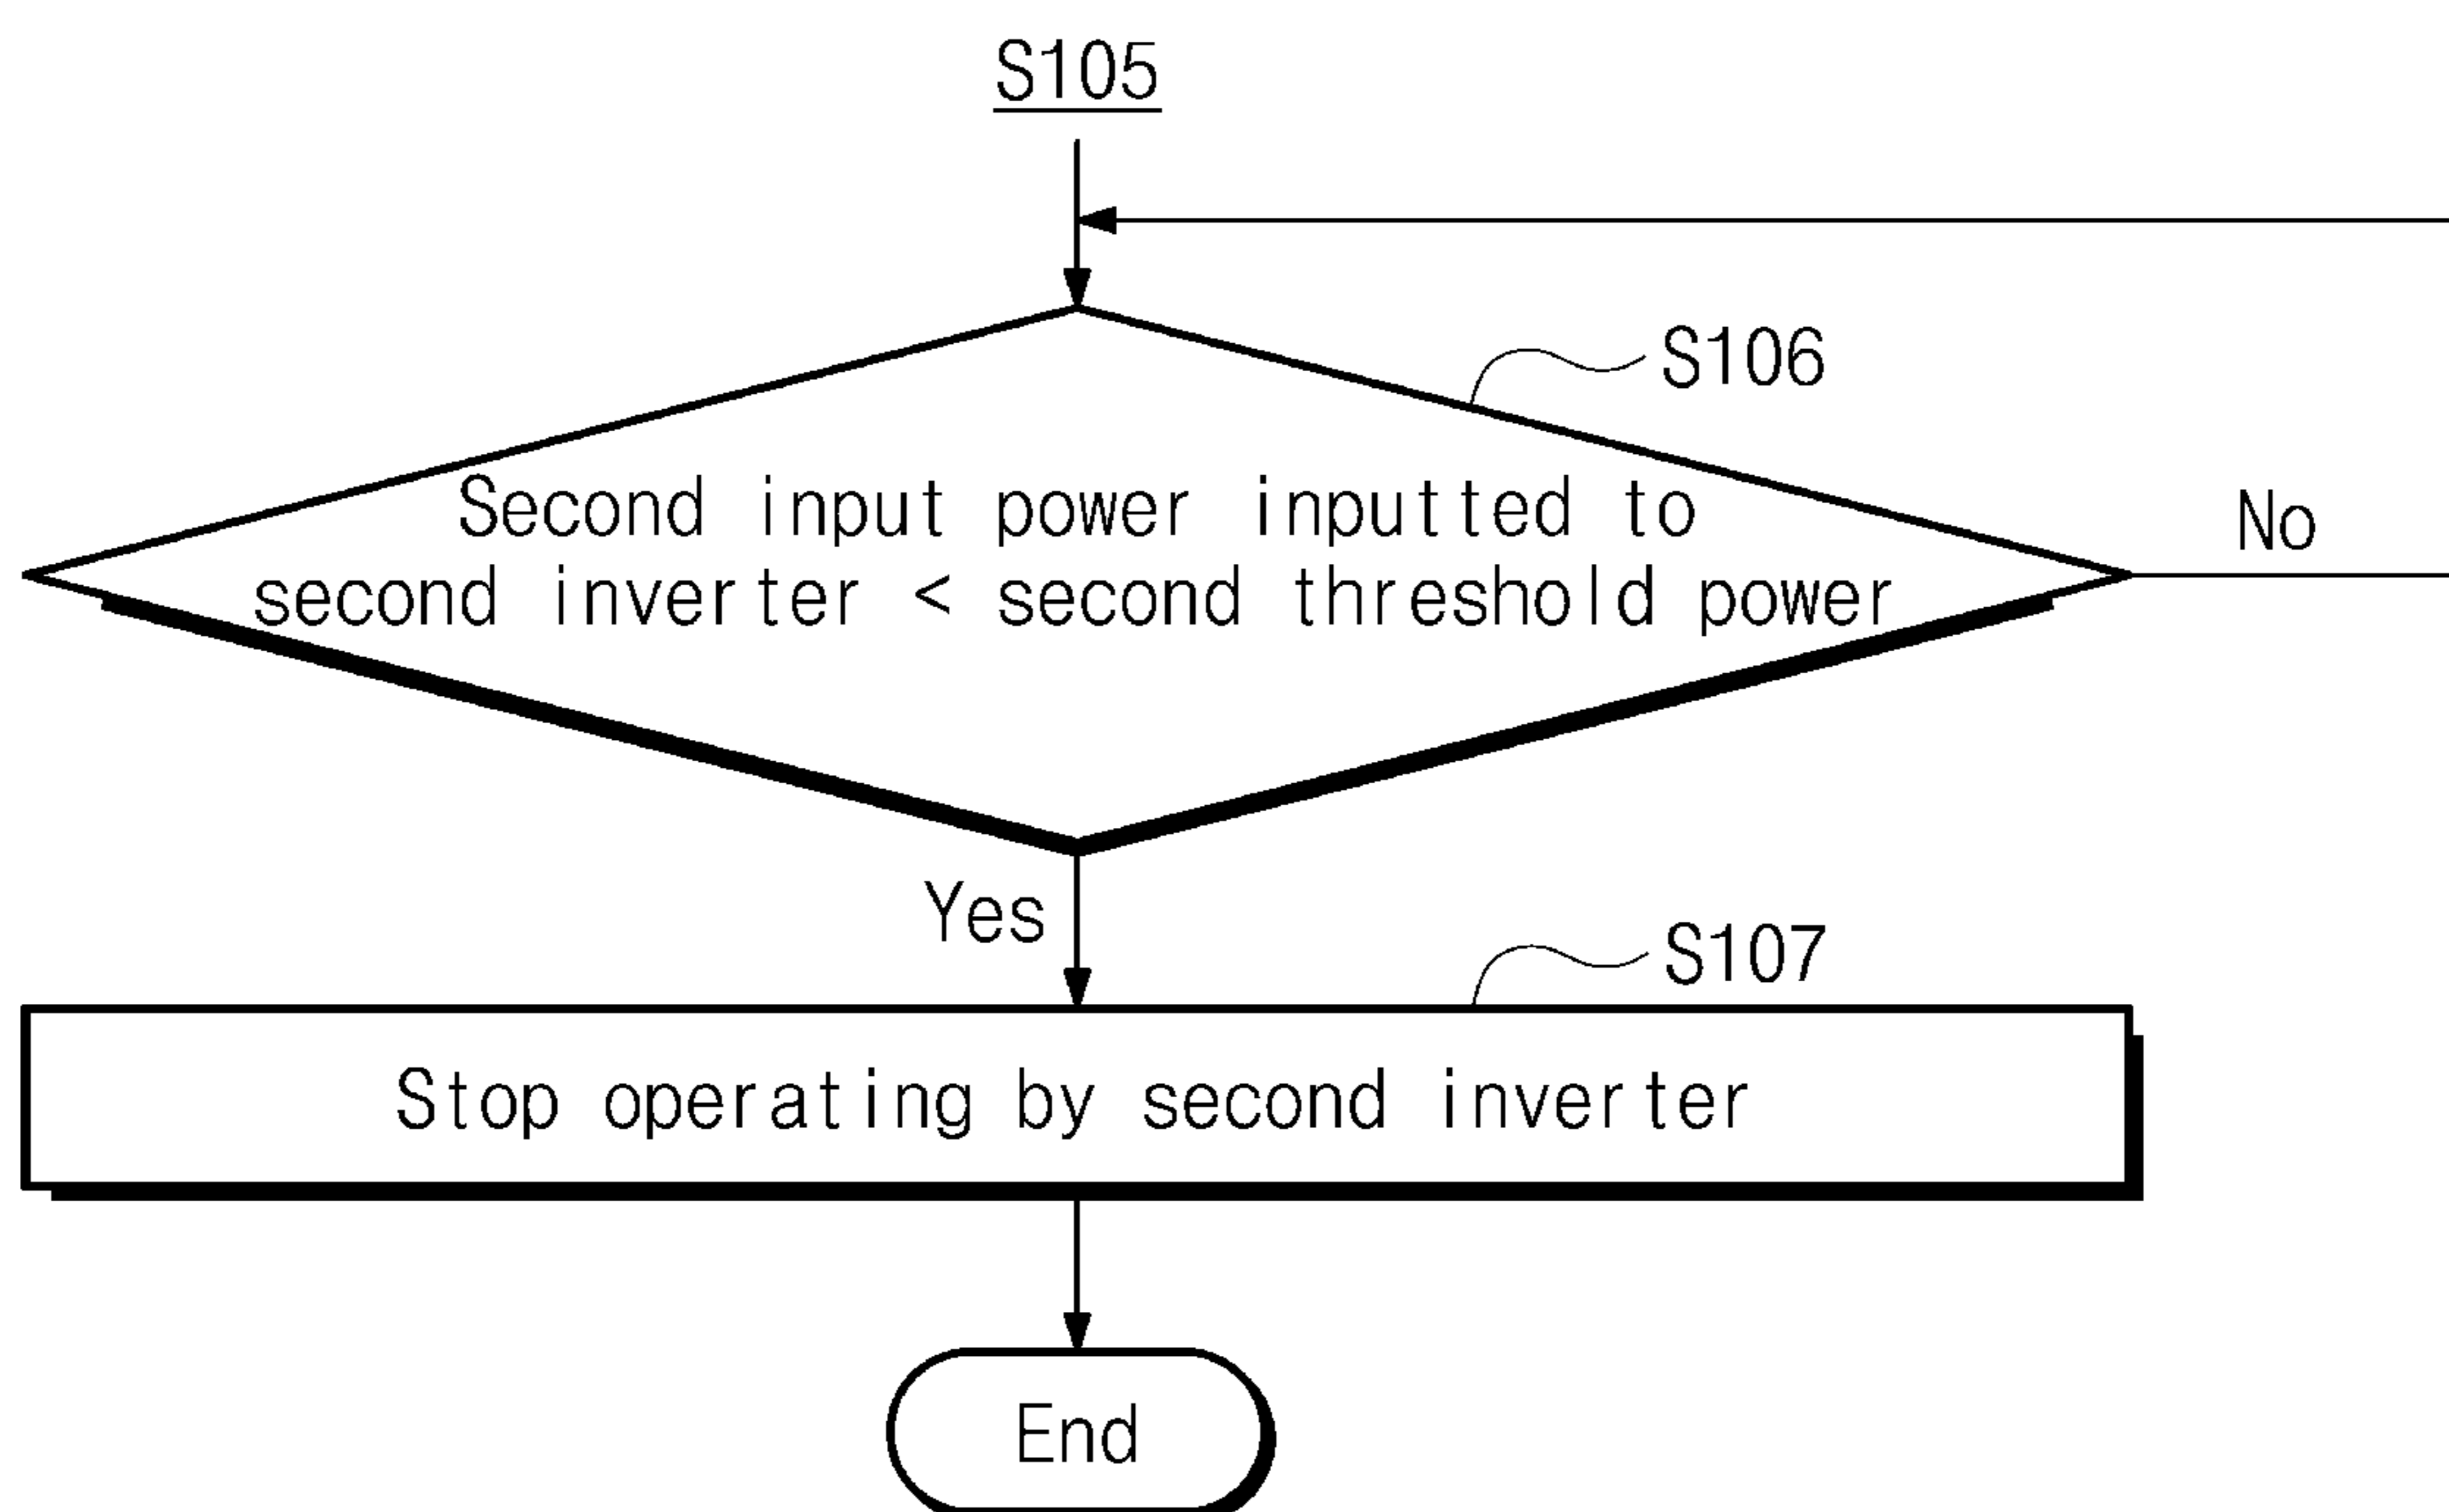 S105
S106
Second input power inputted to
second inverter < second threshold power
No
Yes
S107
Stop operating by second inverter
End